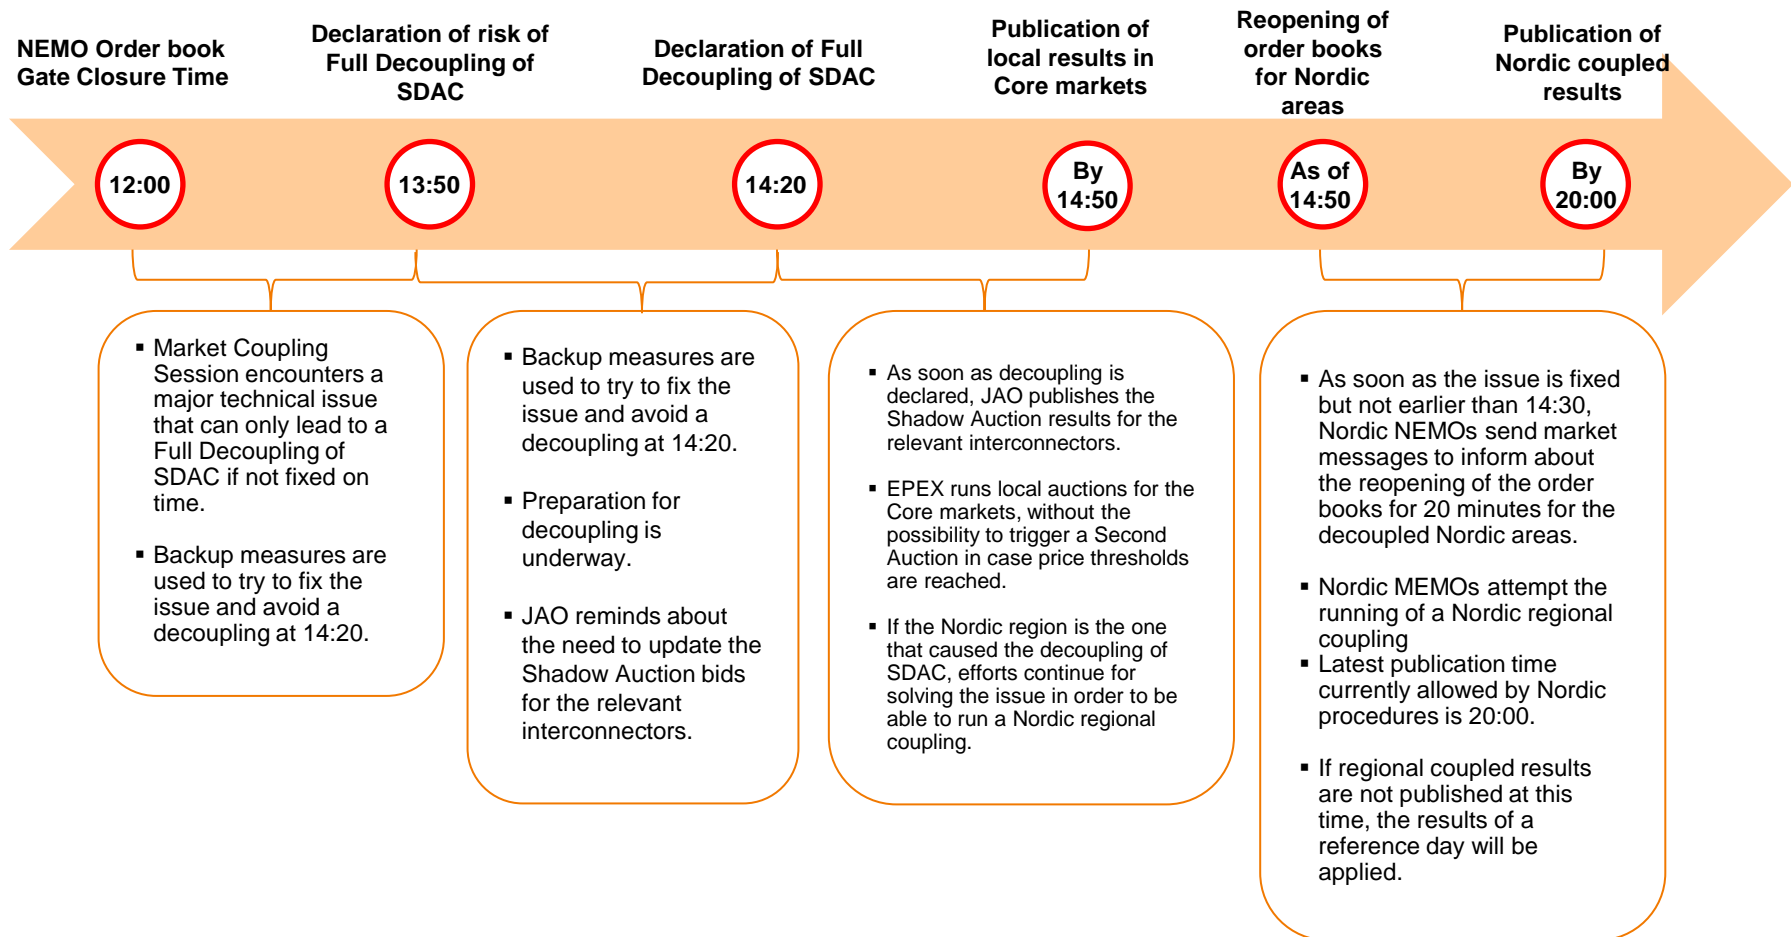 NEMO Order book
Gate Closure Time
Declaration of risk of
Full Decoupling of
SDAC
Declaration of Full
Decoupling of SDAC
Publication of
local results in
Core markets
Reopening of
order books
for Nordic
areas
Publication of
Nordic coupled
results
12:00
13:50
14:20
By
14:50
As of
14:50
By
20:00
▪ Market Coupling
Session encounters a
major technical issue
that can only lead to a
Full Decoupling of
SDAC if not fixed on
time.
▪ Backup measures are
used to try to fix the
issue and avoid a
decoupling at 14:20.
▪ Backup measures are
used to try to fix the
issue and avoid a
decoupling at 14:20.
▪ Preparation for
decoupling is
underway.
▪ JAO reminds about
the need to update the
Shadow Auction bids
for the relevant
interconnectors.
▪ As soon as decoupling is
declared, JAO publishes the
Shadow Auction results for the
relevant interconnectors.
▪ EPEX runs local auctions for the
Core markets, without the
possibility to trigger a Second
Auction in case price thresholds
are reached.
▪ If the Nordic region is the one
that caused the decoupling of
SDAC, efforts continue for
solving the issue in order to be
able to run a Nordic regional
coupling.
▪ As soon as the issue is fixed
but not earlier than 14:30,
Nordic NEMOs send market
messages to inform about
the reopening of the order
books for 20 minutes for the
decoupled Nordic areas.
▪ Nordic MEMOs attempt the
running of a Nordic regional
coupling
▪ Latest publication time
currently allowed by Nordic
procedures is 20:00.
▪ If regional coupled results
are not published at this
time, the results of a
reference day will be
applied.